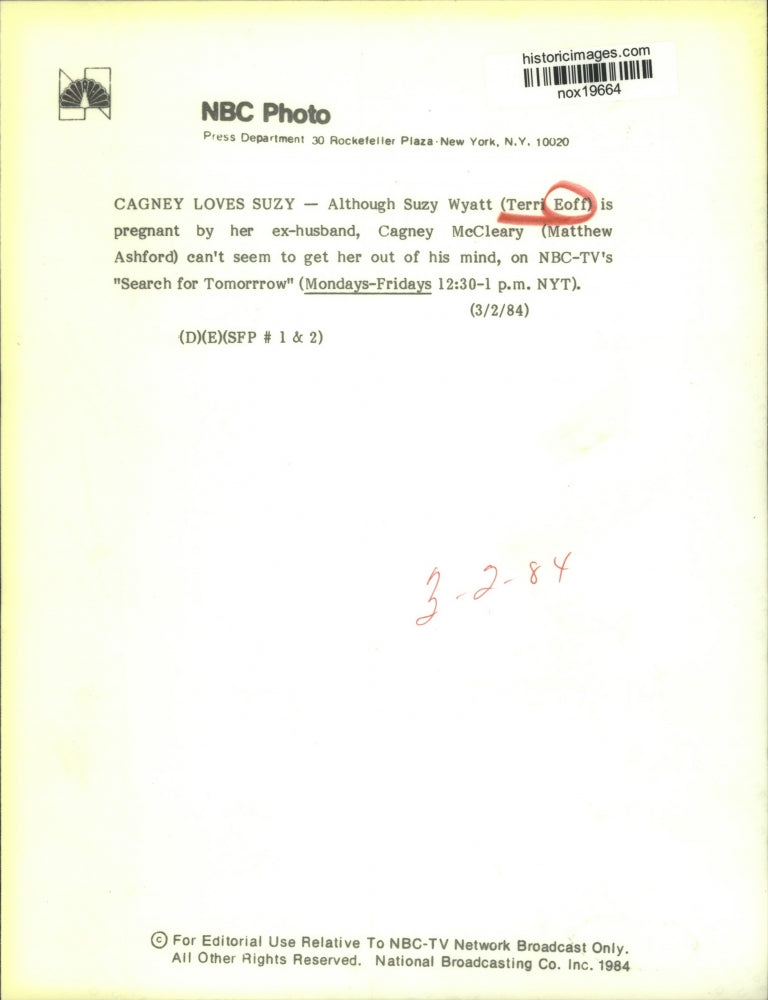 historicimages.com
nox19664
NBC Photo
Press Department 30 Rockefeller Plaza·New York, N.Y. 10020
CAGNEY LOVES SUZY — Although Suzy Wyatt (Terri Eoff) is
pregnant by her ex-husband, Cagney McCleary (Matthew
Ashford) can't seem to get her out of his mind, on NBC-TV's
"Search for Tomorrrow" (Mondays-Fridays 12:30-1 p.m. NYT).
(3/2/84)
(D)(E)(SFP # 1 & 2)
3-2-84
© For Editorial Use Relative To NBC-TV Network Broadcast Only.
All Other Rights Reserved. National Broadcasting Co. Inc. 1984